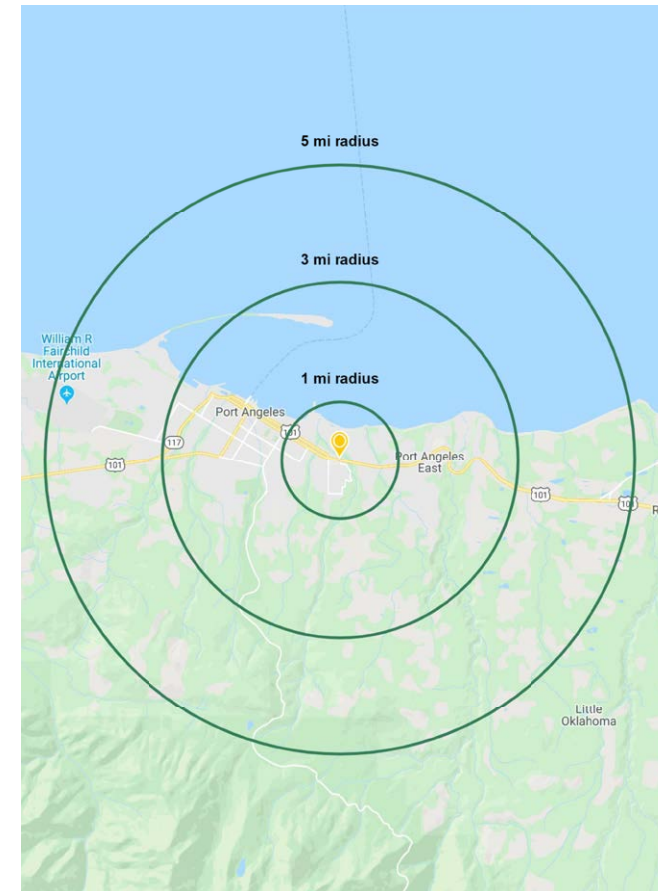 5 mi radius
3 mi radius
William R
Fairchild
International
Airport
1 mi radius
Port Angeles
101
117
Port Angeles
East
101
101
101
R
Little
Oklahoma